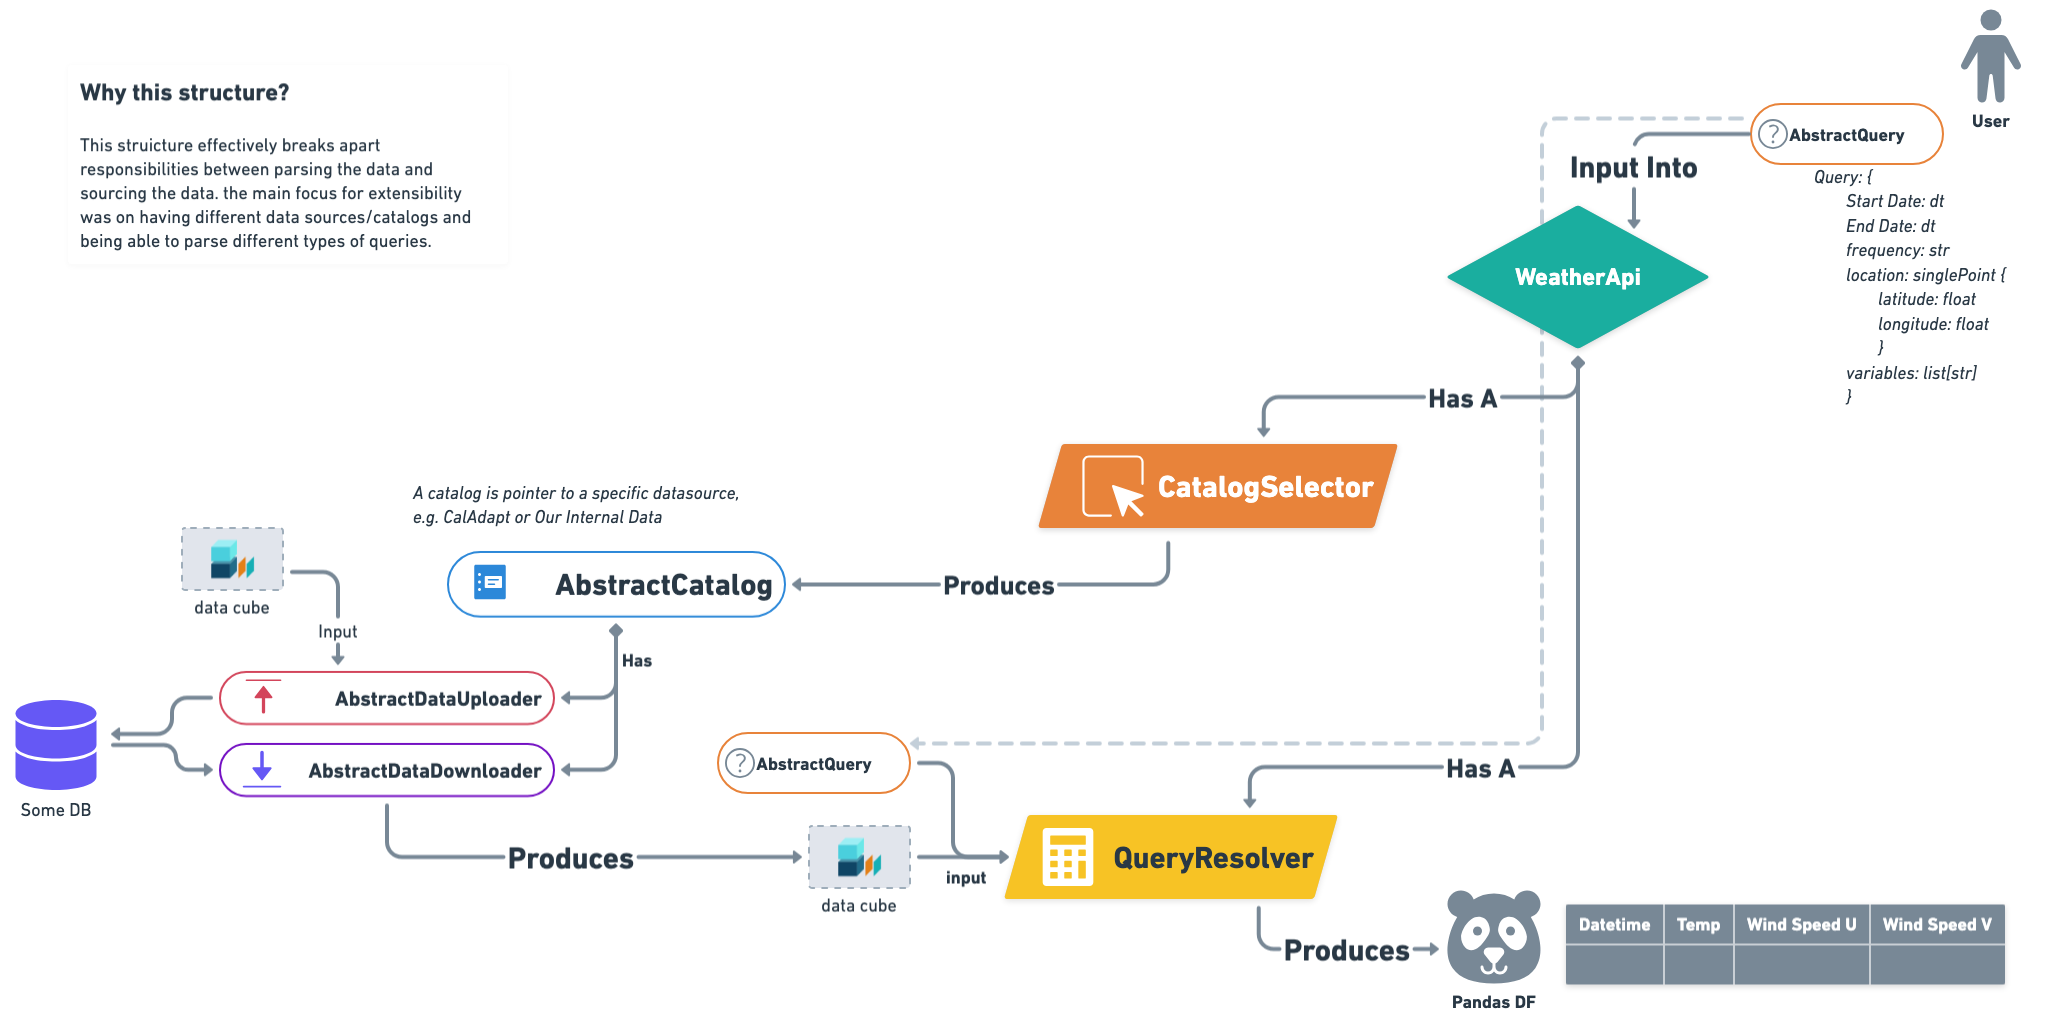 Why this structure?
This struicture effectively breaks apart
responsibilities between parsing the data and
sourcing the data. the main focus for extensibility
was on having different data sources/catalogs and
being able to parse different types of queries.
User
? AbstractQuery
Input Into
Query: {
Start Date: dt
End Date: dt
frequency: str
location: singlePoint {
latitude: float
longitude: float
}
variables: list[str]
}
WeatherApi
Has A
CatalogSelector
A catalog is pointer to a specific datasource,
e.g. CalAdapt or Our Internal Data
AbstractCatalog
Produces
data cube
Input
Has
AbstractDataUploader
AbstractDataDownloader
Some DB
? AbstractQuery
Has A
Produces
data cube
input
QueryResolver
Produces
Pandas DF
Datetime Temp Wind Speed U Wind Speed V